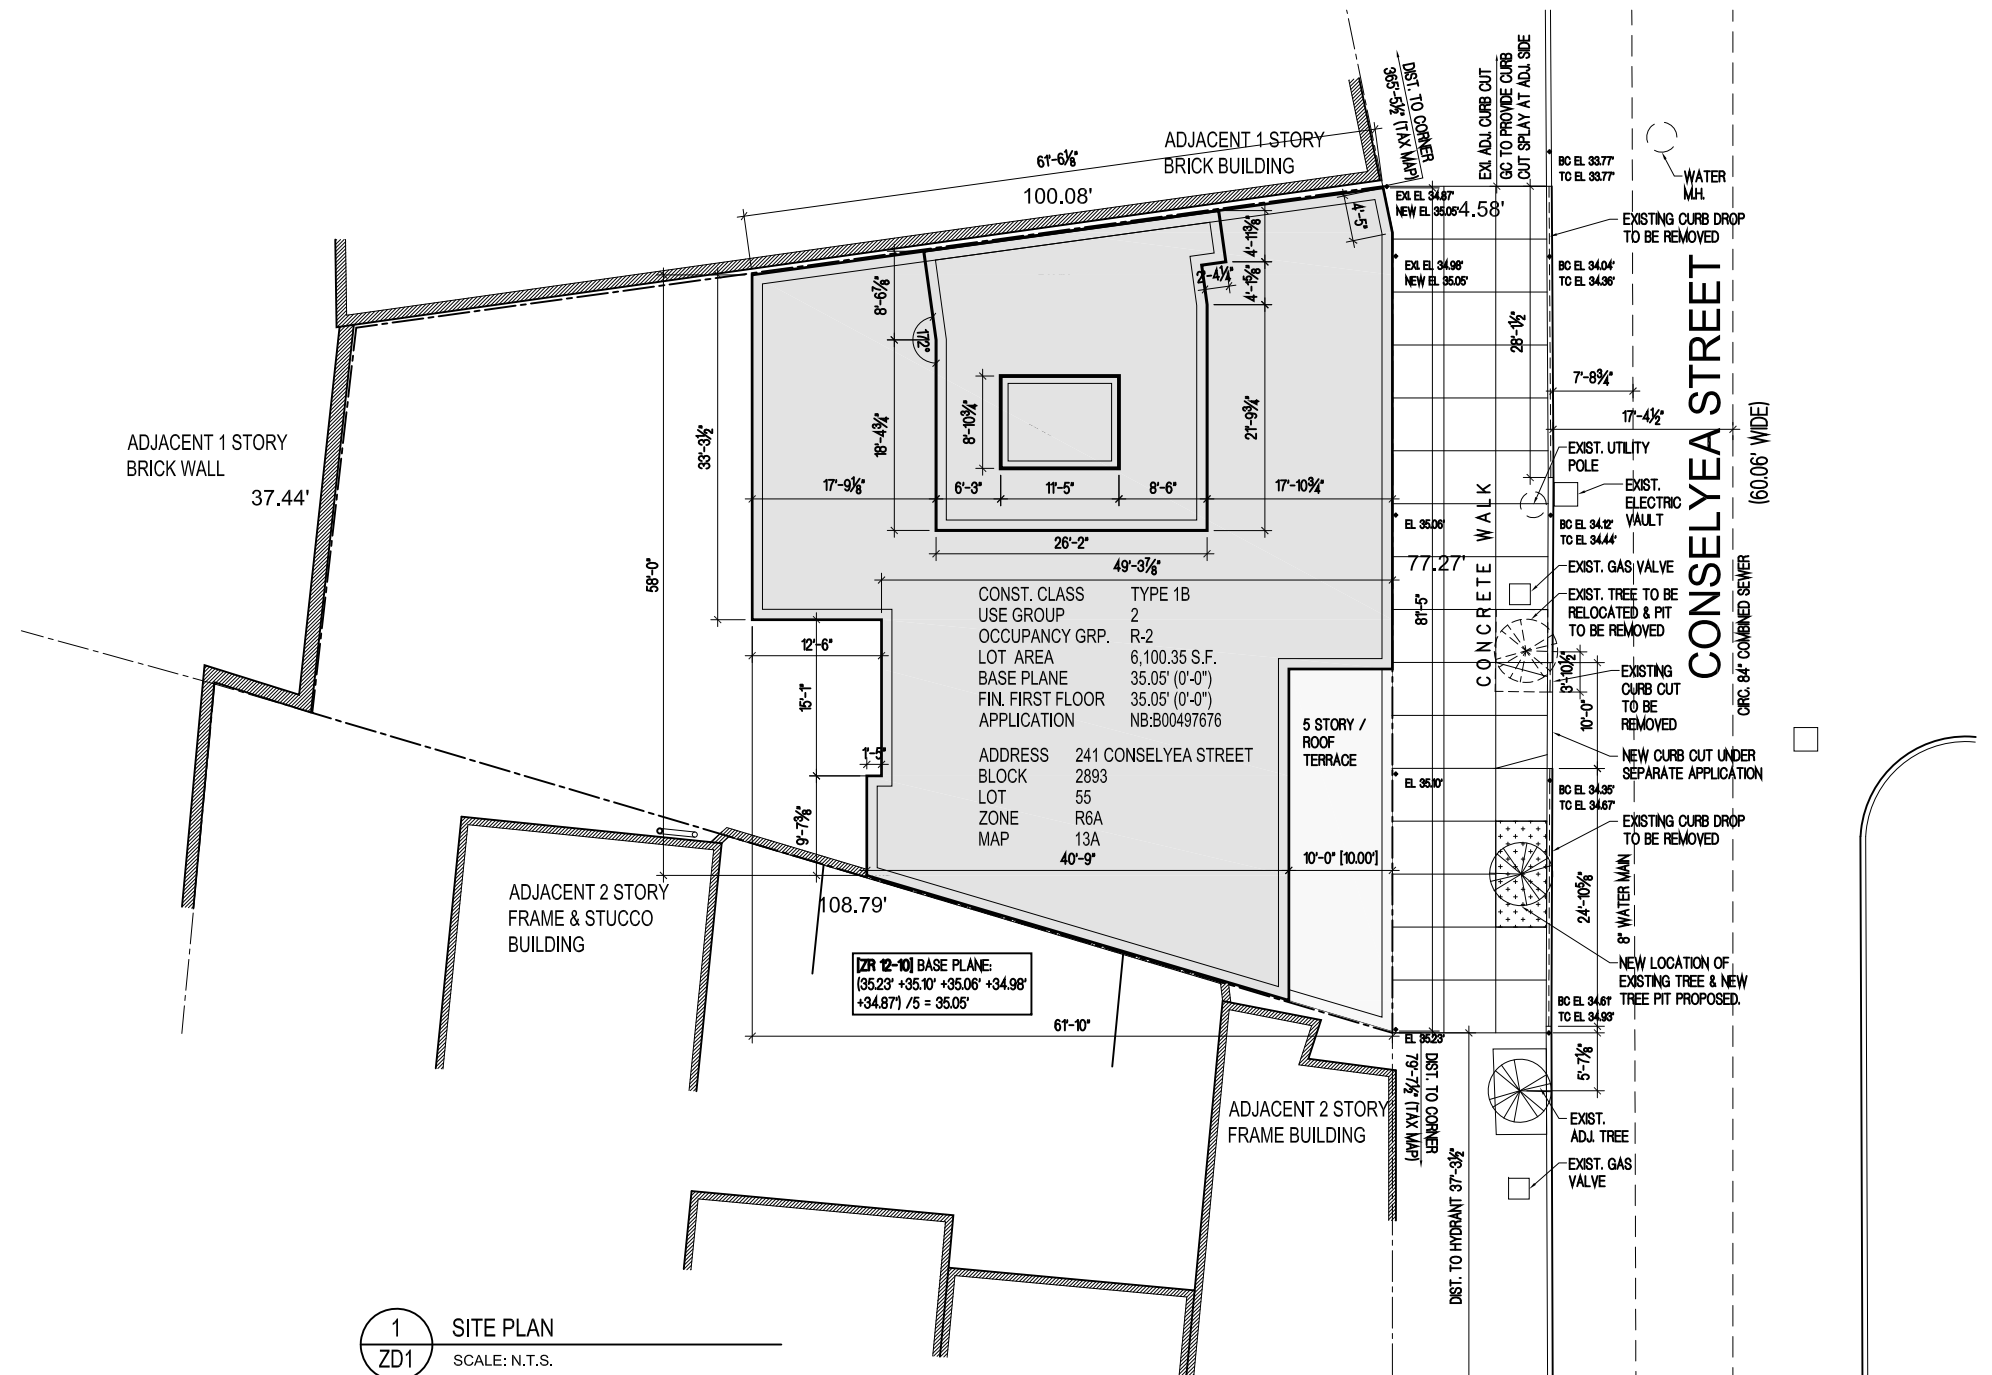 DIST. TO CORNER
365'-5½" (TAX MAP)
EXI. ADJ. CURB CUT
GC TO PROVIDE CURB
CUT SPLAY AT ADJ. SIDE
ADJACENT 1 STORY
BRICK BUILDING
61'-6⅛"
100.08'
BC EL 33.77'
TC EL 33.77'
WATER
M.H.
EXI. EL 34.87'
NEW EL 35.05'
4.58'
4'-5"
EXISTING CURB DROP
TO BE REMOVED
4'-11⅜"
2'-4¼"
4'-1⅝"
EXI. EL 34.98'
NEW EL 35.05'
BC EL 34.04'
TC EL 34.36'
8'-6⅞"
172°
28'-1½"
7'-8¾"
17'-4½"
CONSELYEA STREET
(60.06' WIDE)
ADJACENT 1 STORY
BRICK WALL
37.44'
33'-3½"
18'-4¾"
8'-10¾"
21'-9¾"
EXIST. UTILITY
POLE
17'-9⅛"
6'-3"
11'-5"
8'-6"
17'-10¾"
EXIST.
ELECTRIC
VAULT
EL 35.06'
BC EL 34.12'
TC EL 34.44'
26'-2"
49'-3⅞"
77.27'
CONCRETE WALK
EXIST. GAS VALVE
58'-0"
81'-5"
CONST. CLASS TYPE 1B
USE GROUP 2
OCCUPANCY GRP. R-2
LOT AREA 6,100.35 S.F.
BASE PLANE 35.05' (0'-0")
FIN. FIRST FLOOR 35.05' (0'-0")
APPLICATION NB:B00497676
ADDRESS 241 CONSELYEA STREET
BLOCK 2893
LOT 55
ZONE R6A
MAP 13A
EXIST. TREE TO BE
RELOCATED & PIT
TO BE REMOVED
CIRC. 84" COMBINED SEWER
12'-6"
15'-1"
1'-5"
9'-7⅜"
3'-10½"
10'-0"
EXISTING
CURB CUT
TO BE
REMOVED
5 STORY /
ROOF
TERRACE
NEW CURB CUT UNDER
SEPARATE APPLICATION
EL 35.10'
BC EL 34.35'
TC EL 34.67'
EXISTING CURB DROP
TO BE REMOVED
40'-9"
10'-0" [10.00']
24'-10⅝"
8" WATER MAIN
ADJACENT 2 STORY
FRAME & STUCCO
BUILDING
108.79'
[ZR 12-10] BASE PLANE:
(35.23' +35.10' +35.06' +34.98'
+34.87') /5 = 35.05'
NEW LOCATION OF
EXISTING TREE & NEW
TREE PIT PROPOSED.
BC EL 34.61'
TC EL 34.93'
61'-10"
EL 35.23'
DIST. TO CORNER
79'-7½" (TAX MAP)
5'-7⅛"
ADJACENT 2 STORY
FRAME BUILDING
EXIST.
ADJ. TREE
EXIST. GAS
VALVE
DIST. TO HYDRANT 37'-3½"
1
ZD1
SITE PLAN
SCALE: N.T.S.